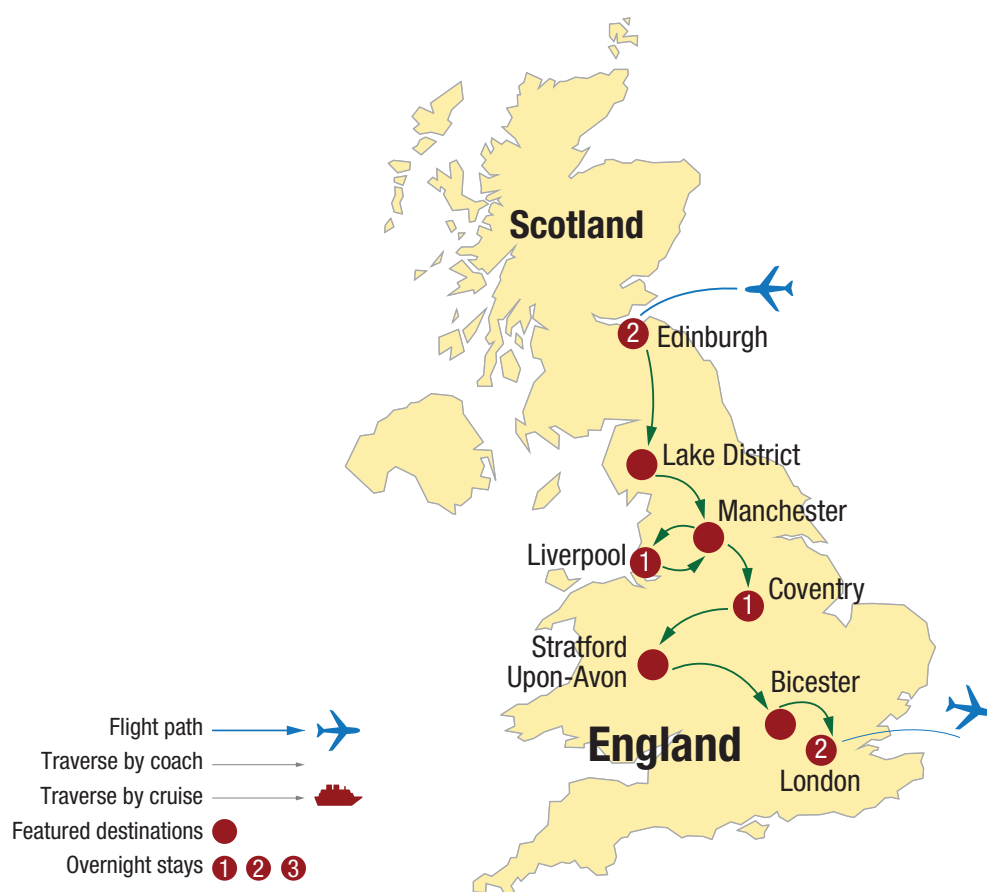 Scotland
2
Edinburgh
Lake District
Manchester
Liverpool
1
Coventry
1
Stratford
Upon-Avon
Bicester
England
2
London
Flight path
Traverse by coach
Traverse by cruise
Featured destinations
Overnight stays 1 2 3